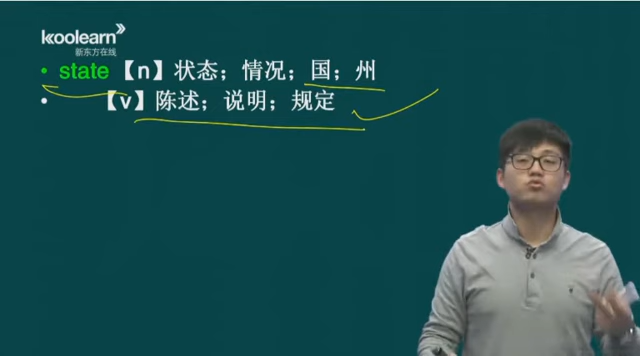 koolearn
新东方在线
• state【n】状态；情况；国；州
• 【v】陈述；说明；规定